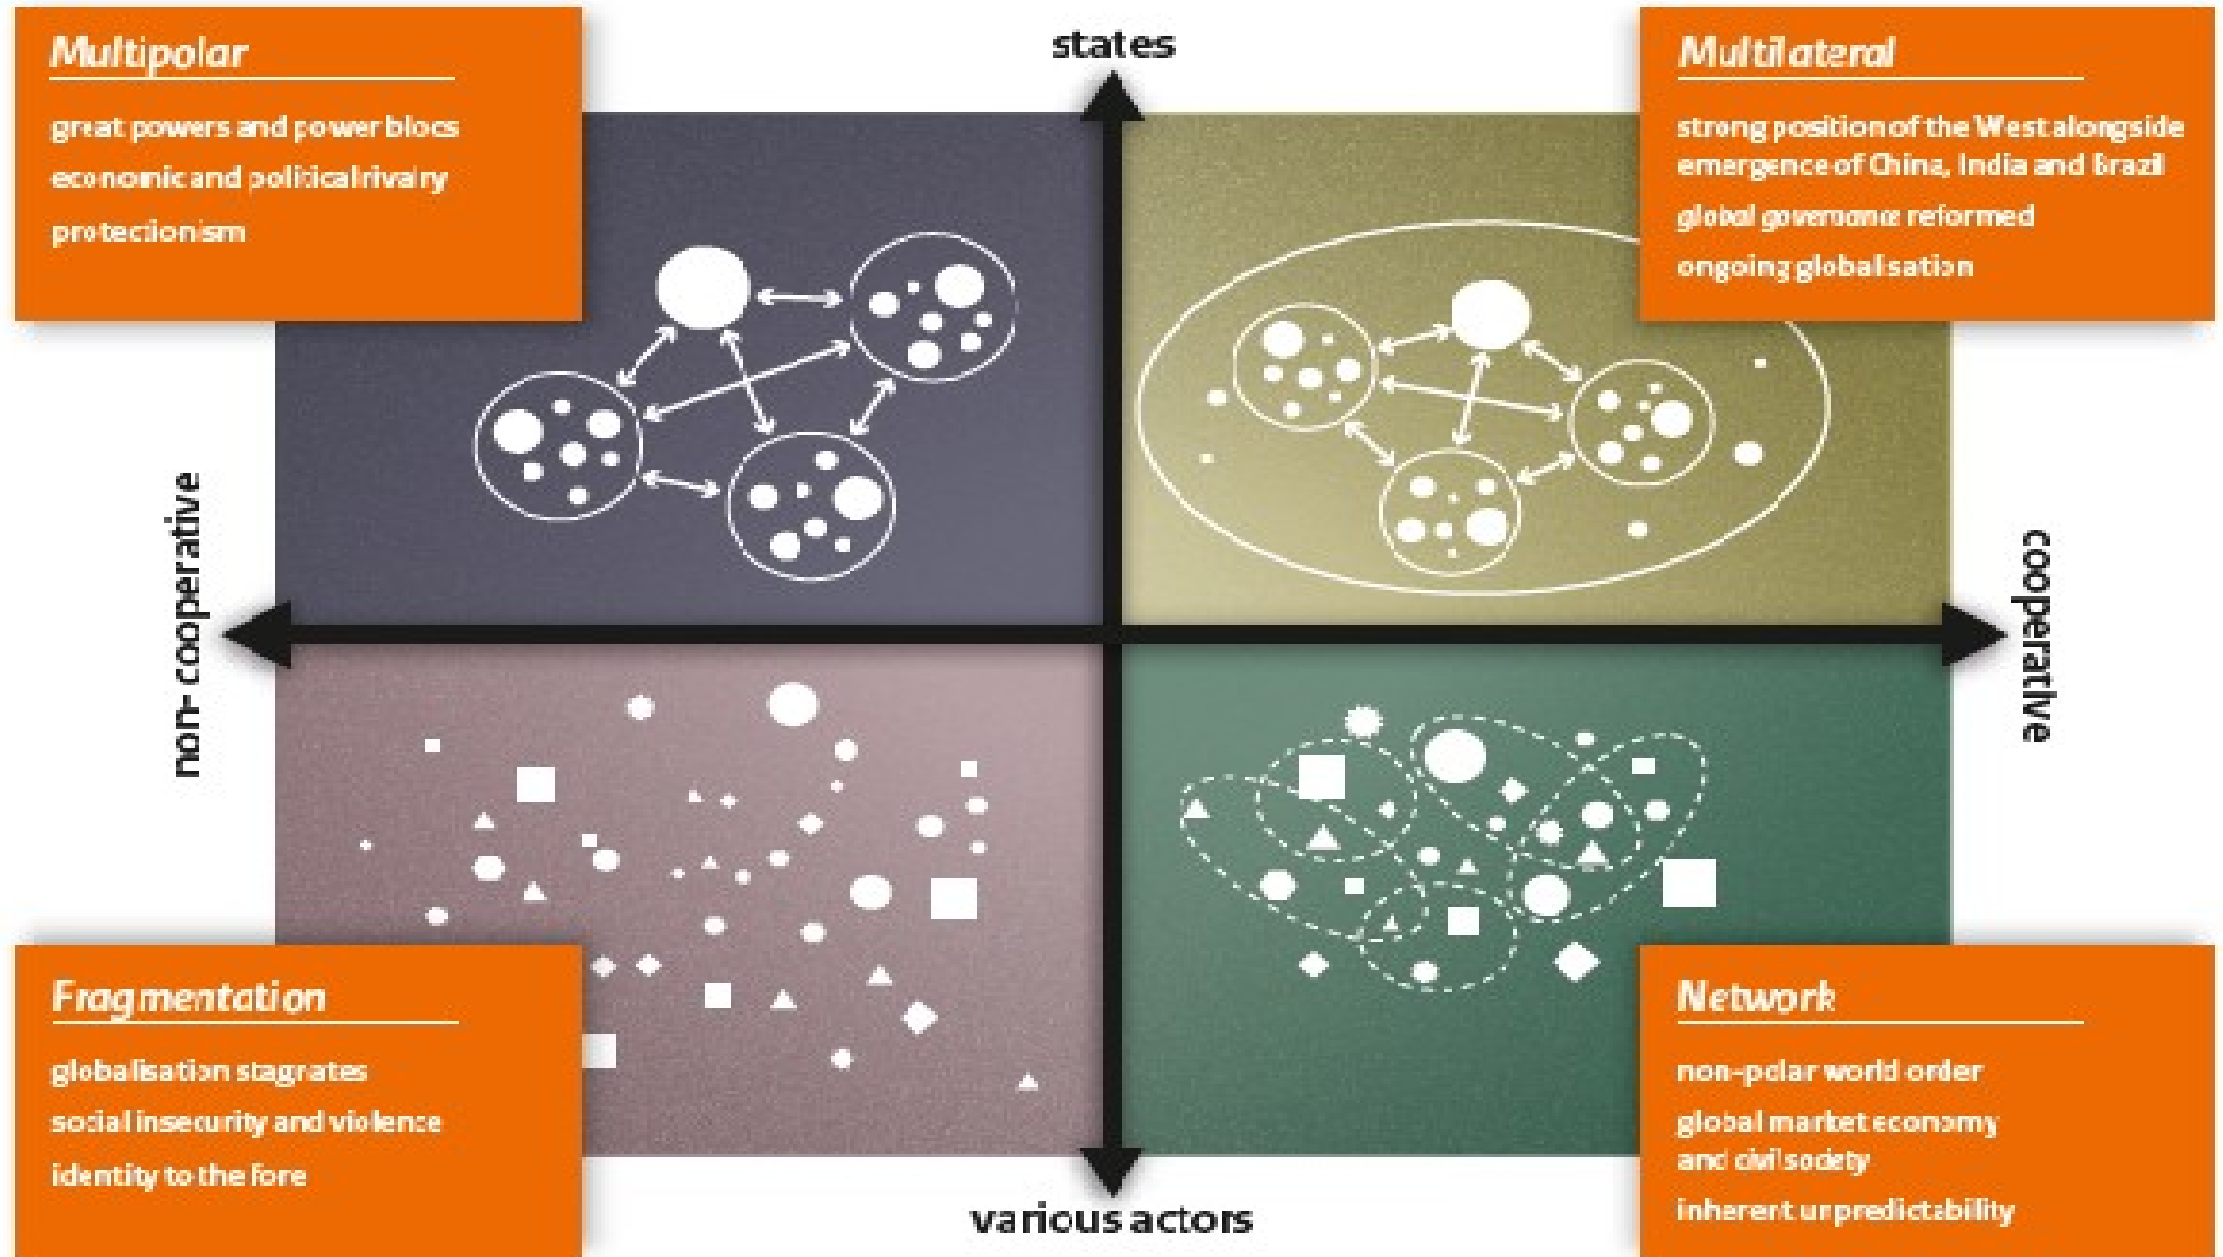 states
Multipolar
great powers and power blocs
economic and political rivalry
protectionism
Multilateral
strong position of the West alongside
emergence of China, India and Brazil
global governance reformed
ongoing globalisation
non-cooperative
cooperative
Fragmentation
globalisation stagnates
social insecurity and violence
identity to the fore
Network
non-polar world order
global market economy
and civil society
inherent unpredictability
various actors